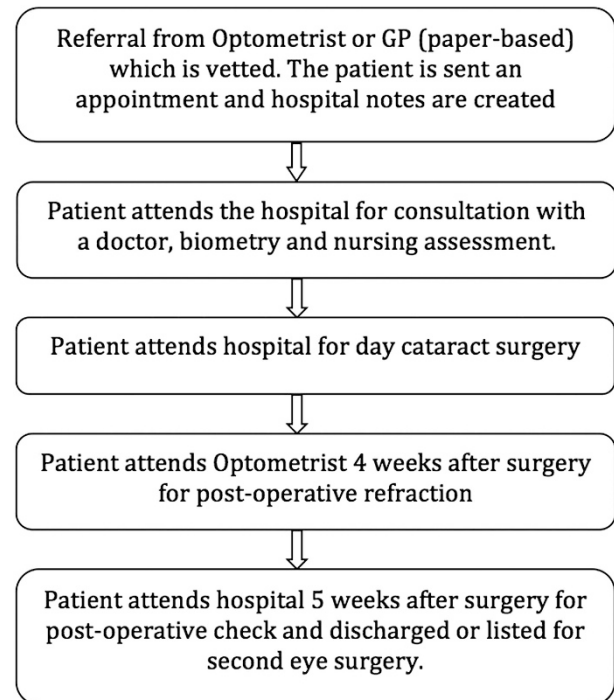 Referral from Optometrist or GP (paper-based)
which is vetted. The patient is sent an
appointment and hospital notes are created
Patient attends the hospital for consultation with
a doctor, biometry and nursing assessment.
Patient attends hospital for day cataract surgery
Patient attends Optometrist 4 weeks after surgery
for post-operative refraction
Patient attends hospital 5 weeks after surgery for
post-operative check and discharged or listed for
second eye surgery.